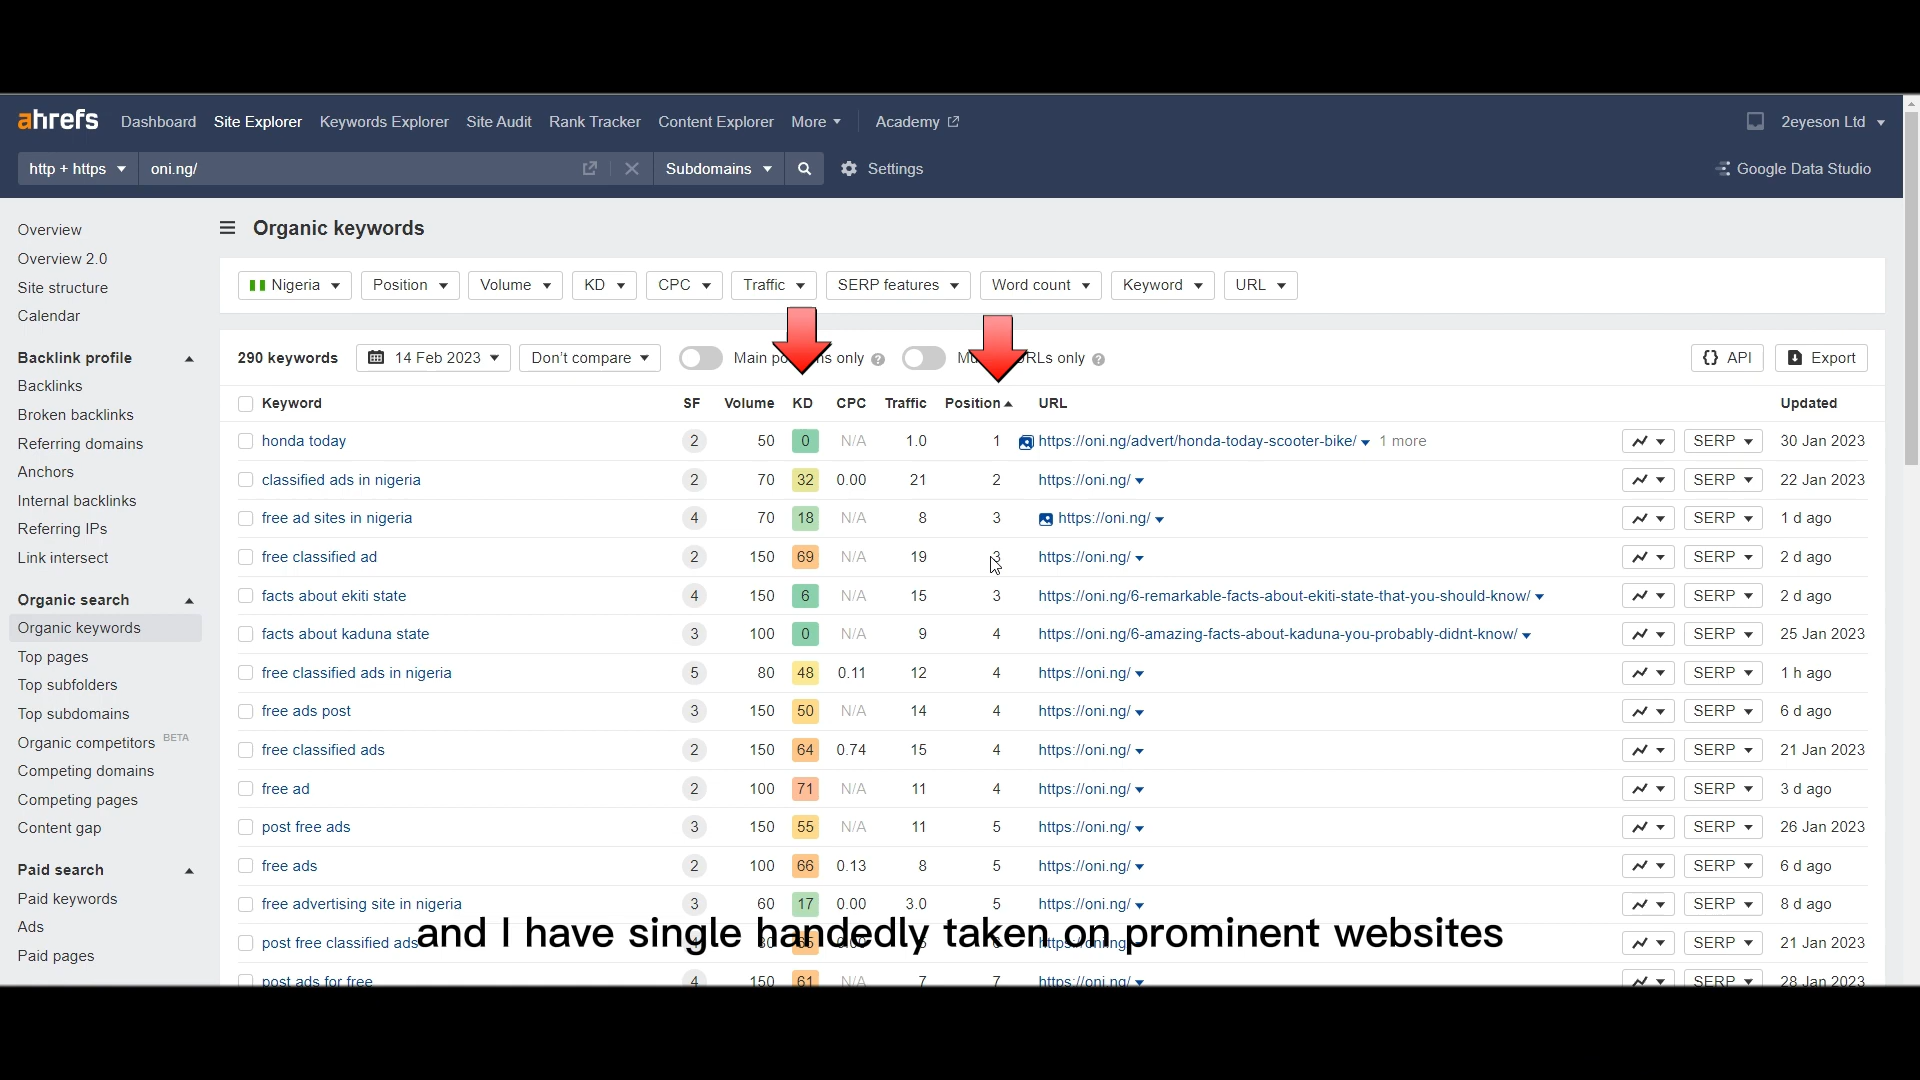 ahrefs Dashboard Site Explorer Keywords Explorer Site Audit Rank Tracker Content Explorer More Academy 2eyeson Ltd
http + https oni.ng/ Subdomains Settings Google Data Studio
Overview
Overview 2.0
Site structure
Calendar
Backlink profile
Backlinks
Broken backlinks
Referring domains
Anchors
Internal backlinks
Referring IPs
Link intersect
Organic search
Organic keywords
Top pages
Top subfolders
Top subdomains
Organic competitors BETA
Competing domains
Competing pages
Content gap
Paid search
Paid keywords
Ads
Paid pages
Organic keywords
Nigeria Position Volume KD CPC Traffic SERP features Word count Keyword URL
290 keywords 14 Feb 2023 Don't compare Main only ? only ? API Export
Keyword SF Volume KD CPC Traffic Position URL Updated
honda today 2 50 0 N/A 1.0 1 https://oni.ng/advert/honda-today-scooter-bike/ 1 more SERP 30 Jan 2023
classified ads in nigeria 2 70 32 0.00 21 2 https://oni.ng/ SERP 22 Jan 2023
free ad sites in nigeria 4 70 18 N/A 8 3 https://oni.ng/ SERP 1 d ago
free classified ad 2 150 69 N/A 19 3 https://oni.ng/ SERP 2 d ago
facts about ekiti state 4 150 6 N/A 15 3 https://oni.ng/6-remarkable-facts-about-ekiti-state-that-you-should-know/ SERP 2 d ago
facts about kaduna state 3 100 0 N/A 9 4 https://oni.ng/6-amazing-facts-about-kaduna-you-probably-didnt-know/ SERP 25 Jan 2023
free classified ads in nigeria 5 80 48 0.11 12 4 https://oni.ng/ SERP 1 h ago
free ads post 3 150 50 N/A 14 4 https://oni.ng/ SERP 6 d ago
free classified ads 2 150 64 0.74 15 4 https://oni.ng/ SERP 21 Jan 2023
free ad 2 100 71 N/A 11 4 https://oni.ng/ SERP 3 d ago
post free ads 3 150 55 N/A 11 5 https://oni.ng/ SERP 26 Jan 2023
free ads 2 100 66 0.13 8 5 https://oni.ng/ SERP 6 d ago
free advertising site in nigeria 3 60 17 0.00 3.0 5 https://oni.ng/ SERP 8 d ago
post free classified ads SERP 21 Jan 2023
and I have single handedly taken on prominent websites
post ads for free 4 150 61 N/A 7 7 https://oni.ng/ SERP 28 Jan 2023